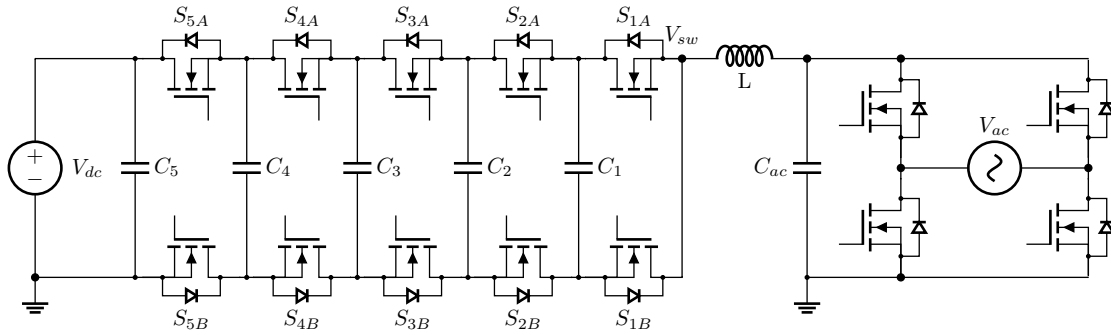 S5A S4A S3A S2A S1A
Vsw
L
+
−
Vdc C5 C4 C3 C2 C1 Cac Vac
S5B S4B S3B S2B S1B